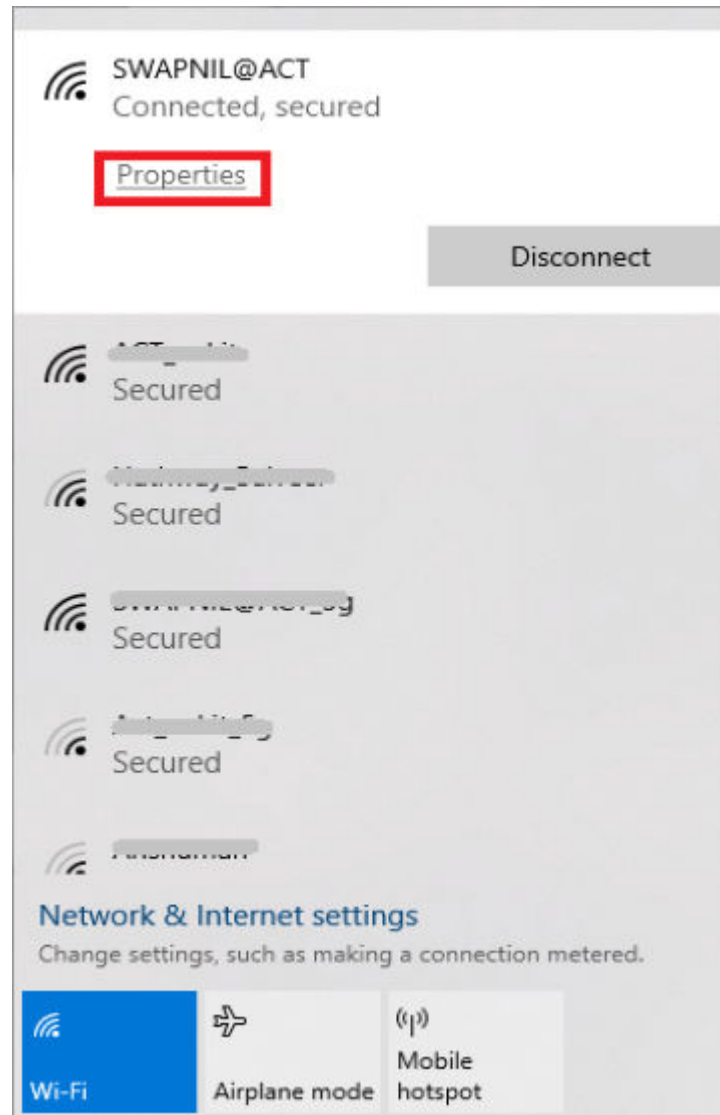 SWAPNIL@ACT
Connected, secured
Properties
Disconnect
Secured
Secured
Secured
Secured
Network & Internet settings
Change settings, such as making a connection metered.
Wi-Fi
Airplane mode
Mobile
hotspot